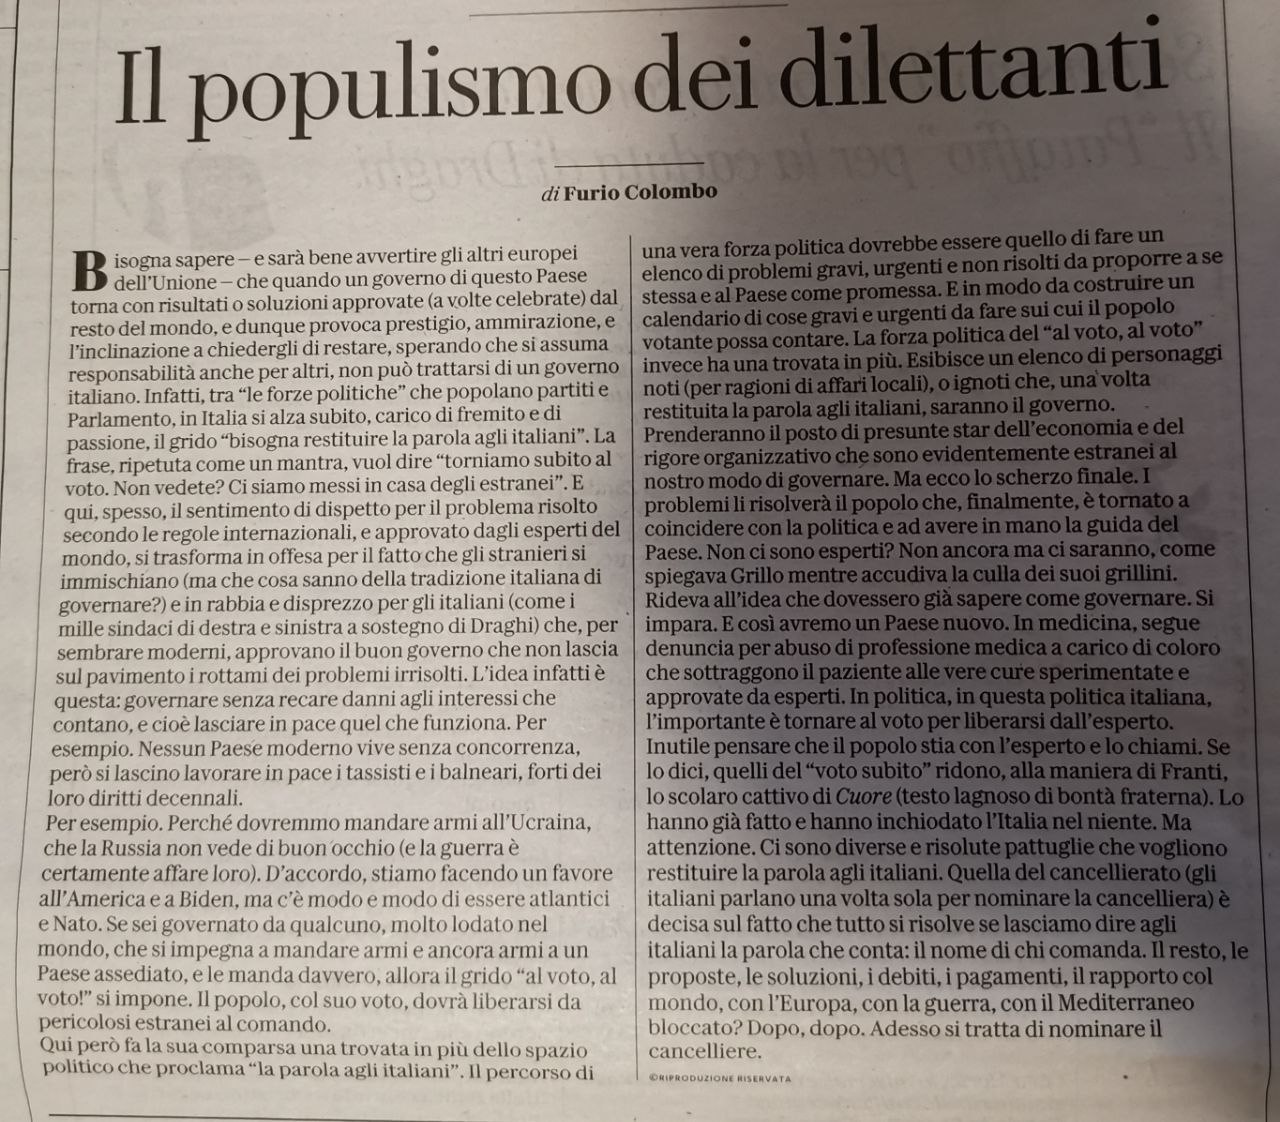 Il populismo dei dilettanti
di Furio Colombo
Bisogna sapere – e sarà bene avvertire gli altri europei
dell'Unione – che quando un governo di questo Paese
torna con risultati o soluzioni approvate (a volte celebrate) dal
resto del mondo, e dunque provoca prestigio, ammirazione, e
l'inclinazione a chiedergli di restare, sperando che si assuma
responsabilità anche per altri, non può trattarsi di un governo
italiano. Infatti, tra "le forze politiche" che popolano partiti e
Parlamento, in Italia si alza subito, carico di fremito e di
passione, il grido "bisogna restituire la parola agli italiani". La
frase, ripetuta come un mantra, vuol dire "torniamo subito al
voto. Non vedete? Ci siamo messi in casa degli estranei". E
qui, spesso, il sentimento di dispetto per il problema risolto
secondo le regole internazionali, e approvato dagli esperti del
mondo, si trasforma in offesa per il fatto che gli stranieri si
immischiano (ma che cosa sanno della tradizione italiana di
governare?) e in rabbia e disprezzo per gli italiani (come i
mille sindaci di destra e sinistra a sostegno di Draghi) che, per
sembrare moderni, approvano il buon governo che non lascia
sul pavimento i rottami dei problemi irrisolti. L'idea infatti è
questa: governare senza recare danni agli interessi che
contano, e cioè lasciare in pace quel che funziona. Per
esempio. Nessun Paese moderno vive senza concorrenza,
però si lascino lavorare in pace i tassisti e i balneari, forti dei
loro diritti decennali.
Per esempio. Perché dovremmo mandare armi all'Ucraina,
che la Russia non vede di buon occhio (e la guerra è
certamente affare loro). D'accordo, stiamo facendo un favore
all'America e a Biden, ma c'è modo e modo di essere atlantici
e Nato. Se sei governato da qualcuno, molto lodato nel
mondo, che si impegna a mandare armi e ancora armi a un
Paese assediato, e le manda davvero, allora il grido "al voto, al
voto!" si impone. Il popolo, col suo voto, dovrà liberarsi da
pericolosi estranei al comando.
Qui però fa la sua comparsa una trovata in più dello spazio
politico che proclama "la parola agli italiani". Il percorso di
una vera forza politica dovrebbe essere quello di fare un
elenco di problemi gravi, urgenti e non risolti da proporre a se
stessa e al Paese come promessa. E in modo da costruire un
calendario di cose gravi e urgenti da fare sui cui il popolo
votante possa contare. La forza politica del "al voto, al voto"
invece ha una trovata in più. Esibisce un elenco di personaggi
noti (per ragioni di affari locali), o ignoti che, una volta
restituita la parola agli italiani, saranno il governo.
Prenderanno il posto di presunte star dell'economia e del
rigore organizzativo che sono evidentemente estranei al
nostro modo di governare. Ma ecco lo scherzo finale. I
problemi li risolverà il popolo che, finalmente, è tornato a
coincidere con la politica e ad avere in mano la guida del
Paese. Non ci sono esperti? Non ancora ma ci saranno, come
spiegava Grillo mentre accudiva la culla dei suoi grillini.
Rideva all'idea che dovessero già sapere come governare. Si
impara. E così avremo un Paese nuovo. In medicina, segue
denuncia per abuso di professione medica a carico di coloro
che sottraggono il paziente alle vere cure sperimentate e
approvate da esperti. In politica, in questa politica italiana,
l'importante è tornare al voto per liberarsi dall'esperto.
Inutile pensare che il popolo stia con l'esperto e lo chiami. Se
lo dici, quelli del "voto subito" ridono, alla maniera di Franti,
lo scolaro cattivo di Cuore (testo lagnoso di bontà fraterna). Lo
hanno già fatto e hanno inchiodato l'Italia nel niente. Ma
attenzione. Ci sono diverse e risolute pattuglie che vogliono
restituire la parola agli italiani. Quella del cancellierato (gli
italiani parlano una volta sola per nominare la cancelliera) è
decisa sul fatto che tutto si risolve se lasciamo dire agli
italiani la parola che conta: il nome di chi comanda. Il resto, le
proposte, le soluzioni, i debiti, i pagamenti, il rapporto col
mondo, con l'Europa, con la guerra, con il Mediterraneo
bloccato? Dopo, dopo. Adesso si tratta di nominare il
cancelliere.
©RIPRODUZIONE RISERVATA